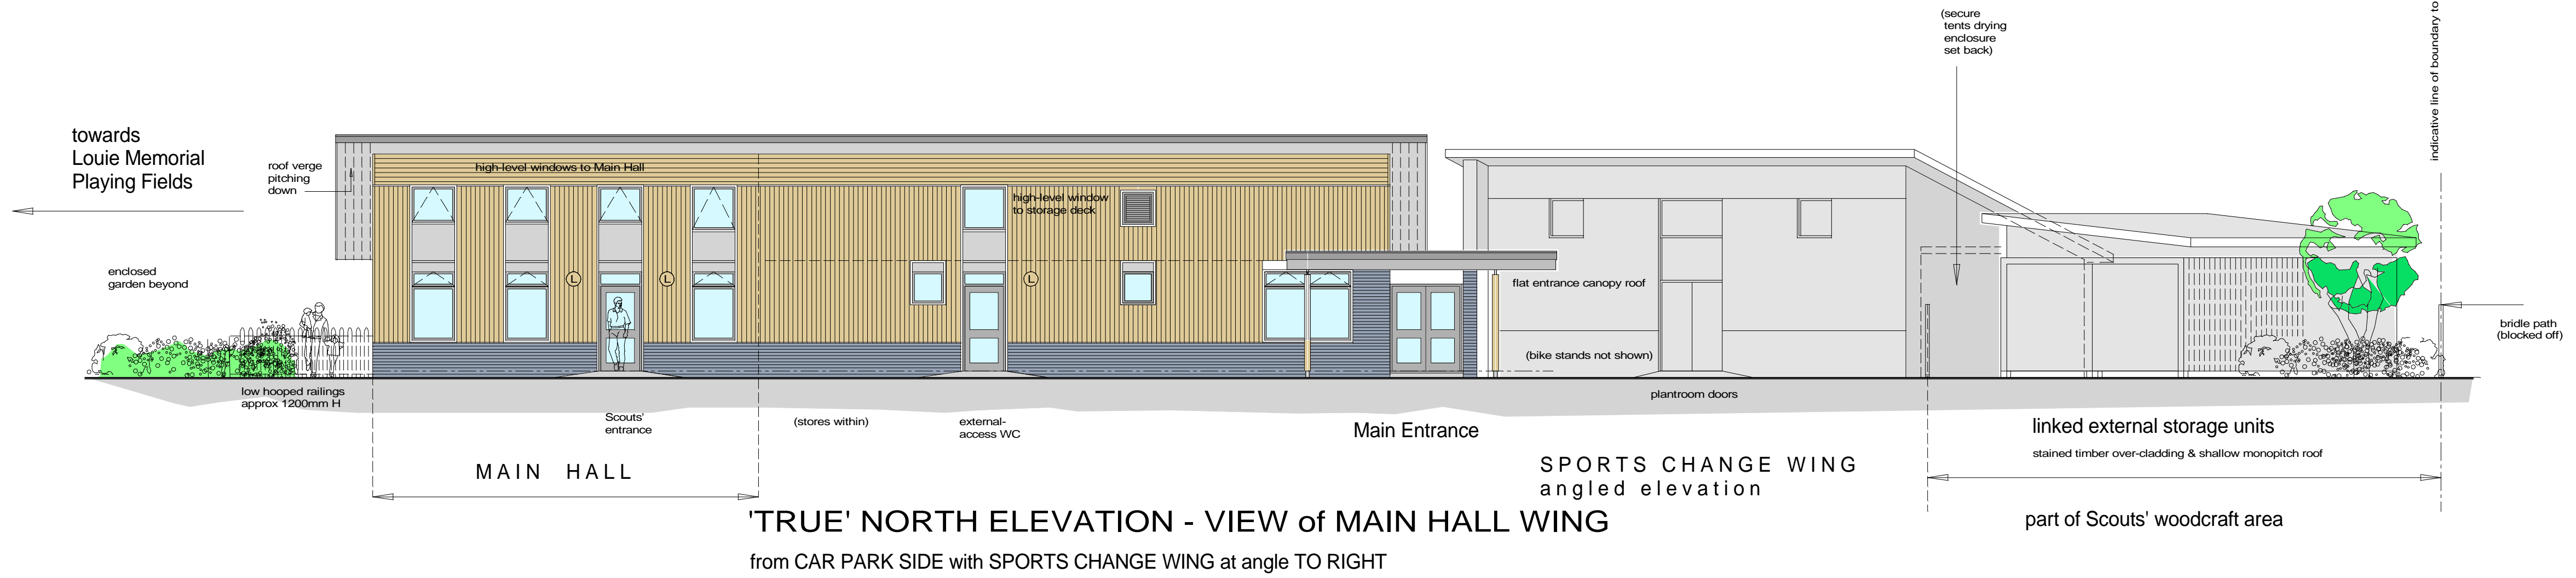 (secure
tents drying
enclosure
set back)
indicative line of boundary to
towards
Louie Memorial
Playing Fields
roof verge
pitching
down
high-level windows to Main Hall
high-level window
to storage deck
enclosed
garden beyond
L
L
L
flat entrance canopy roof
bridle path
(blocked off)
(bike stands not shown)
low hooped railings
approx 1200mm H
plantroom doors
Scouts'
entrance
(stores within)
external-
access WC
Main Entrance
linked external storage units
stained timber over-cladding & shallow monopitch roof
MAIN HALL
SPORTS CHANGE WING
angled elevation
'TRUE' NORTH ELEVATION - VIEW of MAIN HALL WING
part of Scouts' woodcraft area
from CAR PARK SIDE with SPORTS CHANGE WING at angle TO RIGHT